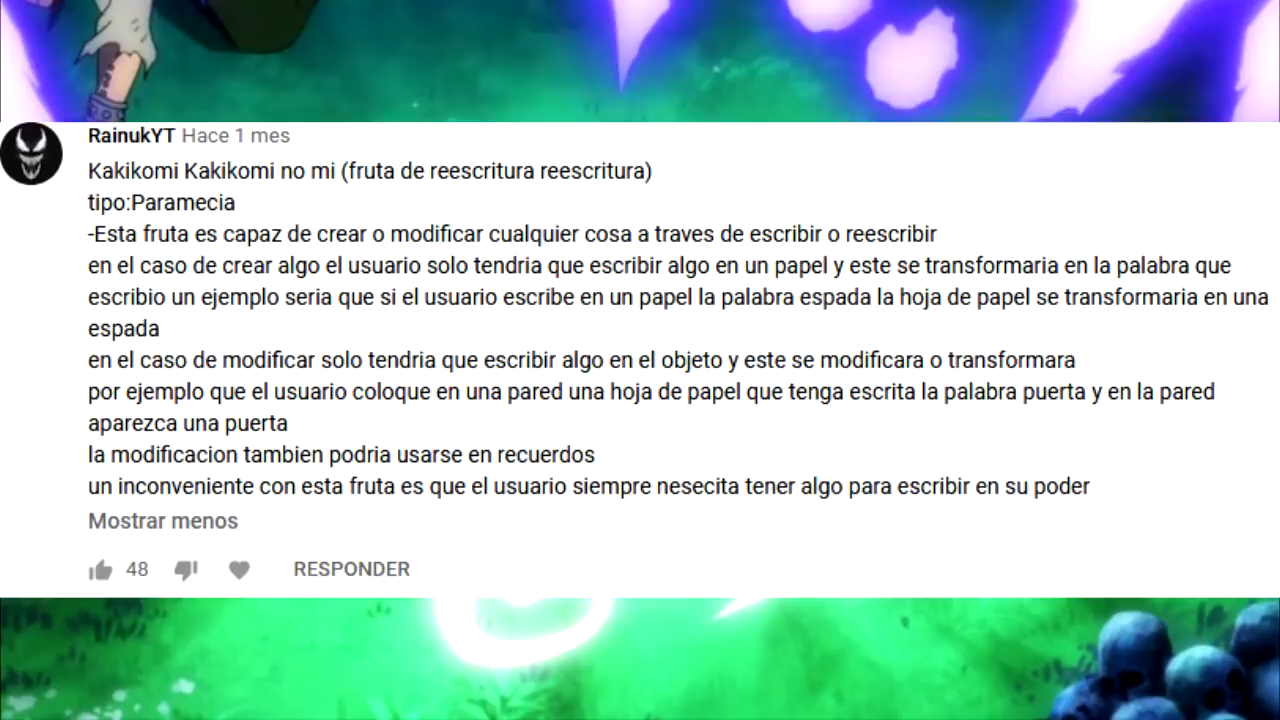 RainukYT Hace 1 mes
Kakikomi Kakikomi no mi (fruta de reescritura reescritura)
tipo:Paramecia
-Esta fruta es capaz de crear o modificar cualquier cosa a traves de escribir o reescribir
en el caso de crear algo el usuario solo tendria que escribir algo en un papel y este se transformaria en la palabra que
escribio un ejemplo seria que si el usuario escribe en un papel la palabra espada la hoja de papel se transformaria en una
espada
en el caso de modificar solo tendria que escribir algo en el objeto y este se modificara o transformara
por ejemplo que el usuario coloque en una pared una hoja de papel que tenga escrita la palabra puerta y en la pared
aparezca una puerta
la modificacion tambien podria usarse en recuerdos
un inconveniente con esta fruta es que el usuario siempre nesecita tener algo para escribir en su poder
Mostrar menos
48 RESPONDER